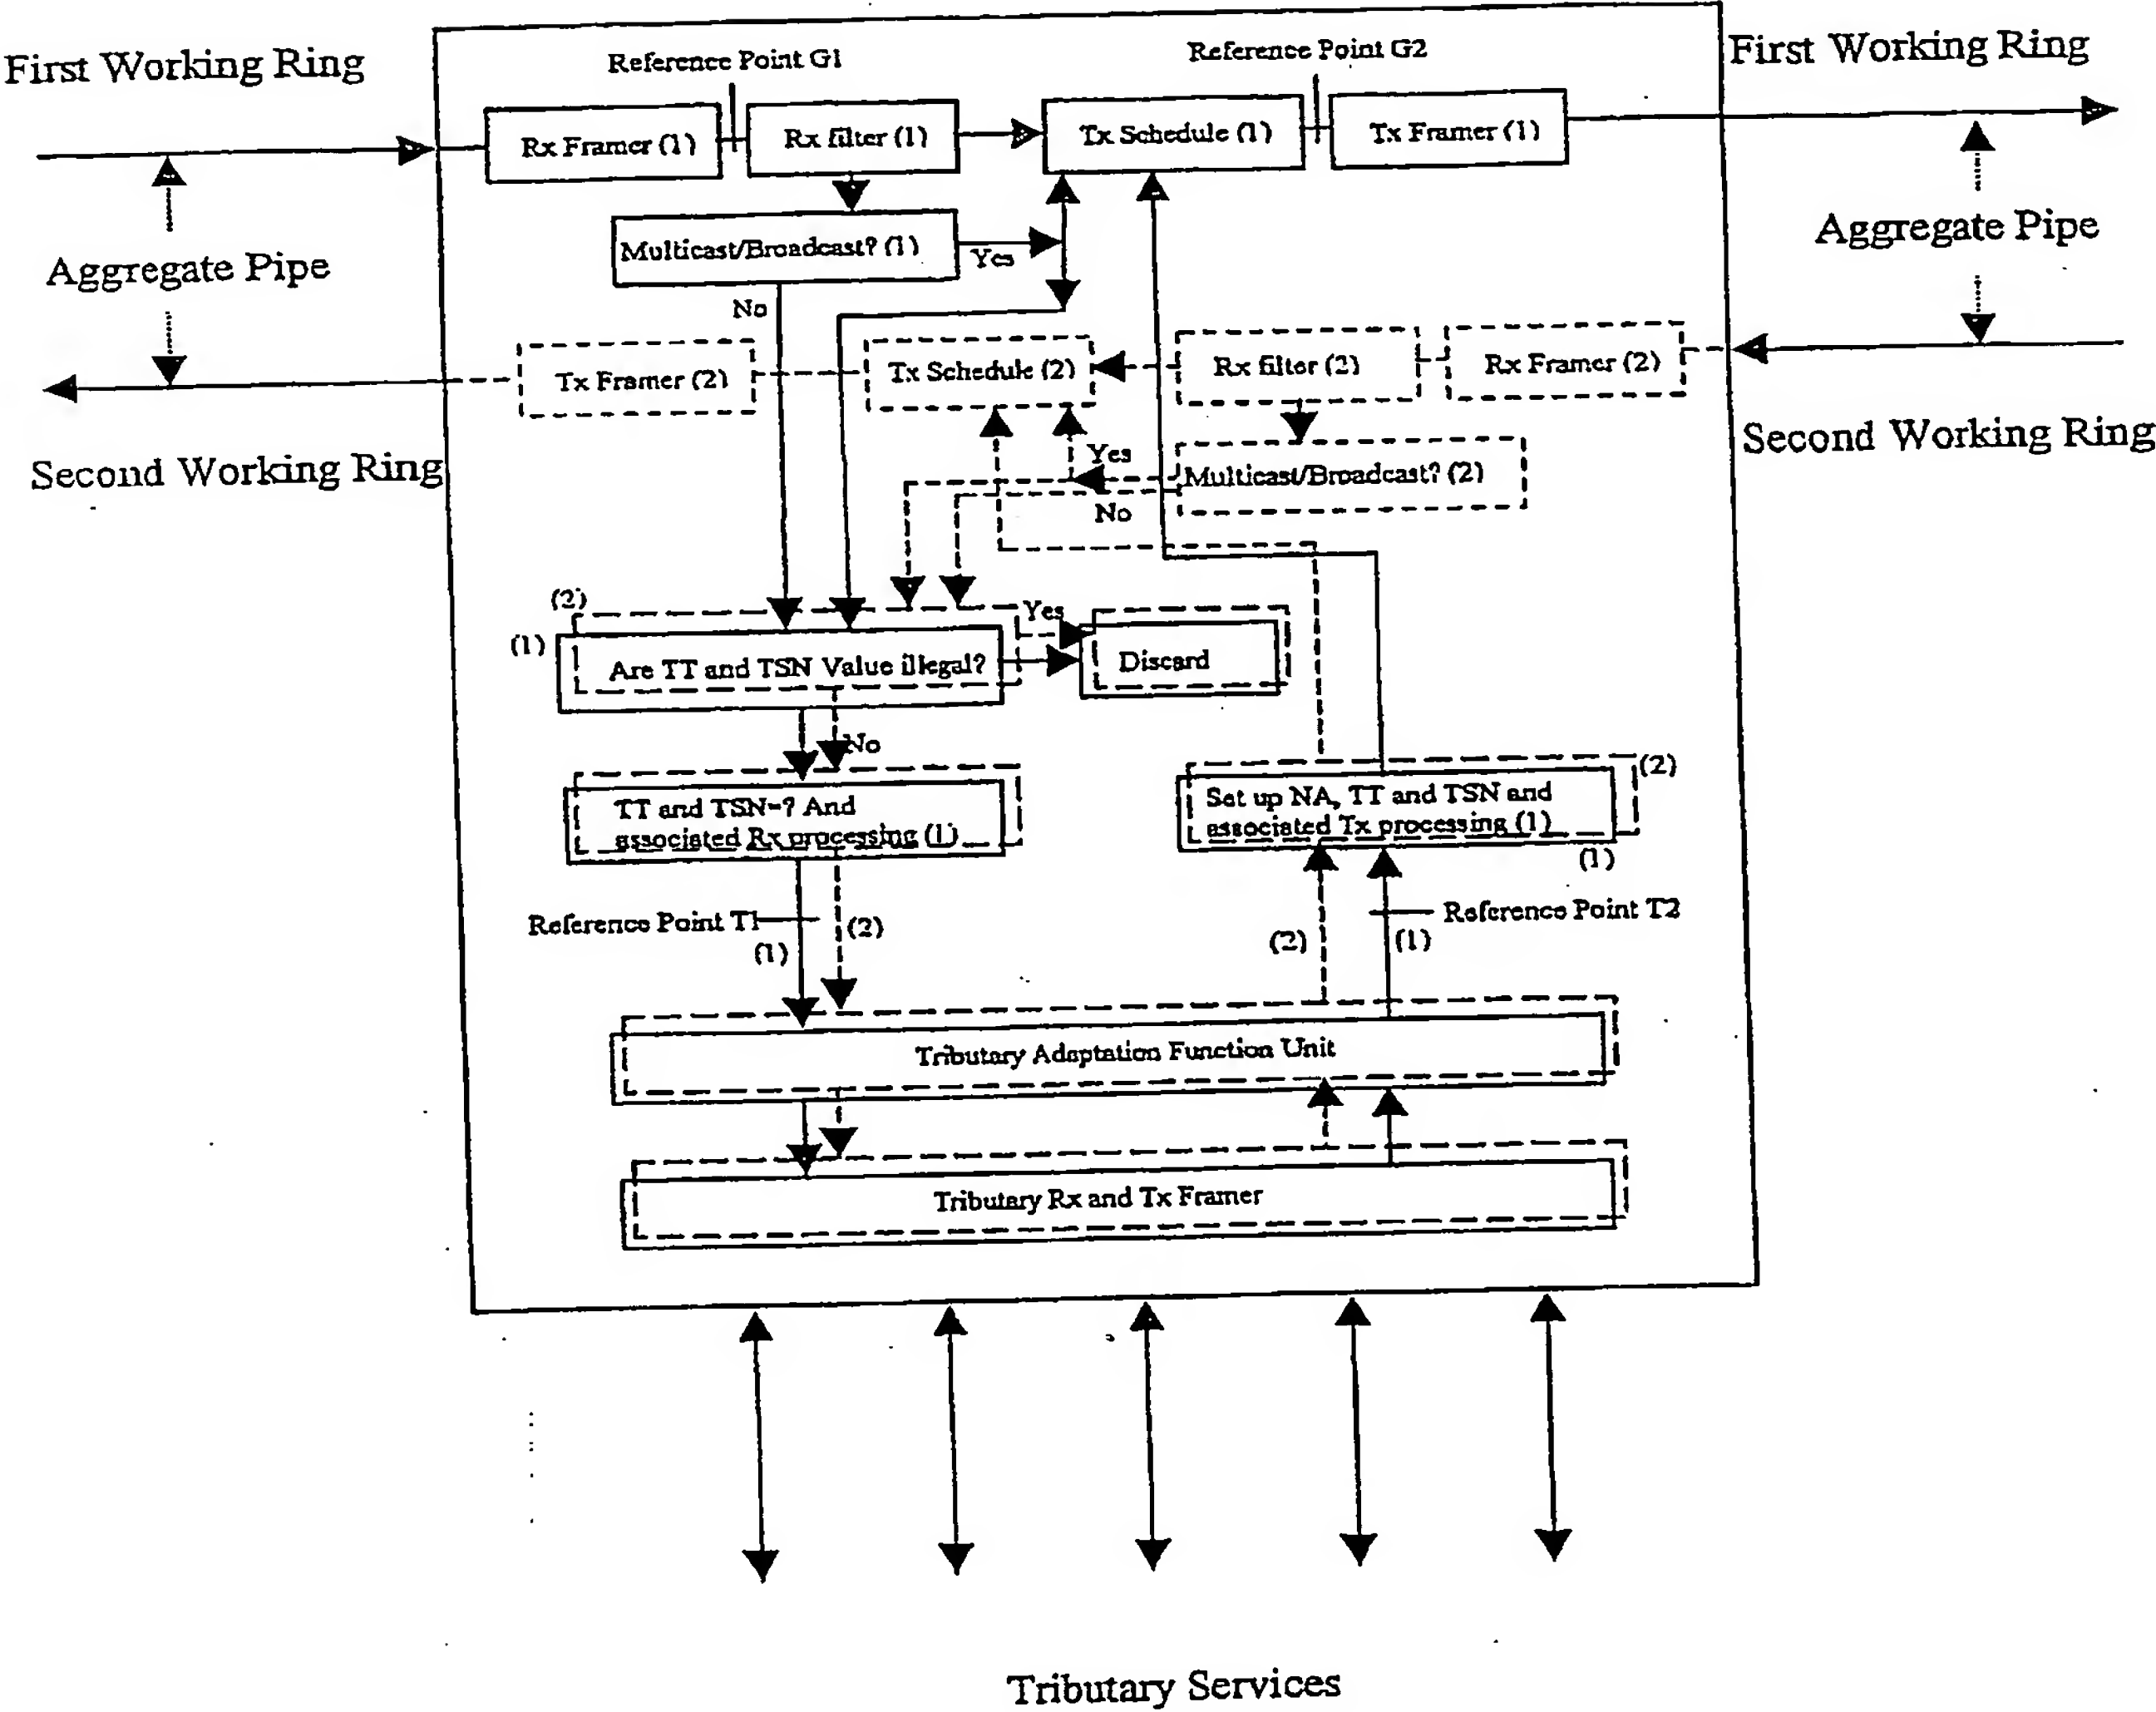 Reference Point G1
Reference Point G2
First Working Ring
First Working Ring
Rx Framer (1)
Rx filter (1)
Tx Schedule (1)
Tx Framer (1)
Multicast/Broadcast? (1)
Yes
No
Aggregate Pipe
Aggregate Pipe
Tx Framer (2)
Tx Schedule (2)
Rx filter (2)
Rx Framer (2)
Second Working Ring
Second Working Ring
Yes
Multicast/Broadcast? (2)
No
(2)
Yes
(1)
Are TT and TSN Value illegal?
Discard
No
TT and TSN=? And
associated Rx processing (1)
Set up NA, TT and TSN and
associated Tx processing (1)
(2)
(1)
Reference Point T1
(2)
(1)
Reference Point T2
(2)
(1)
Tributary Adaptation Function Unit
Tributary Rx and Tx Framer
Tributary Services